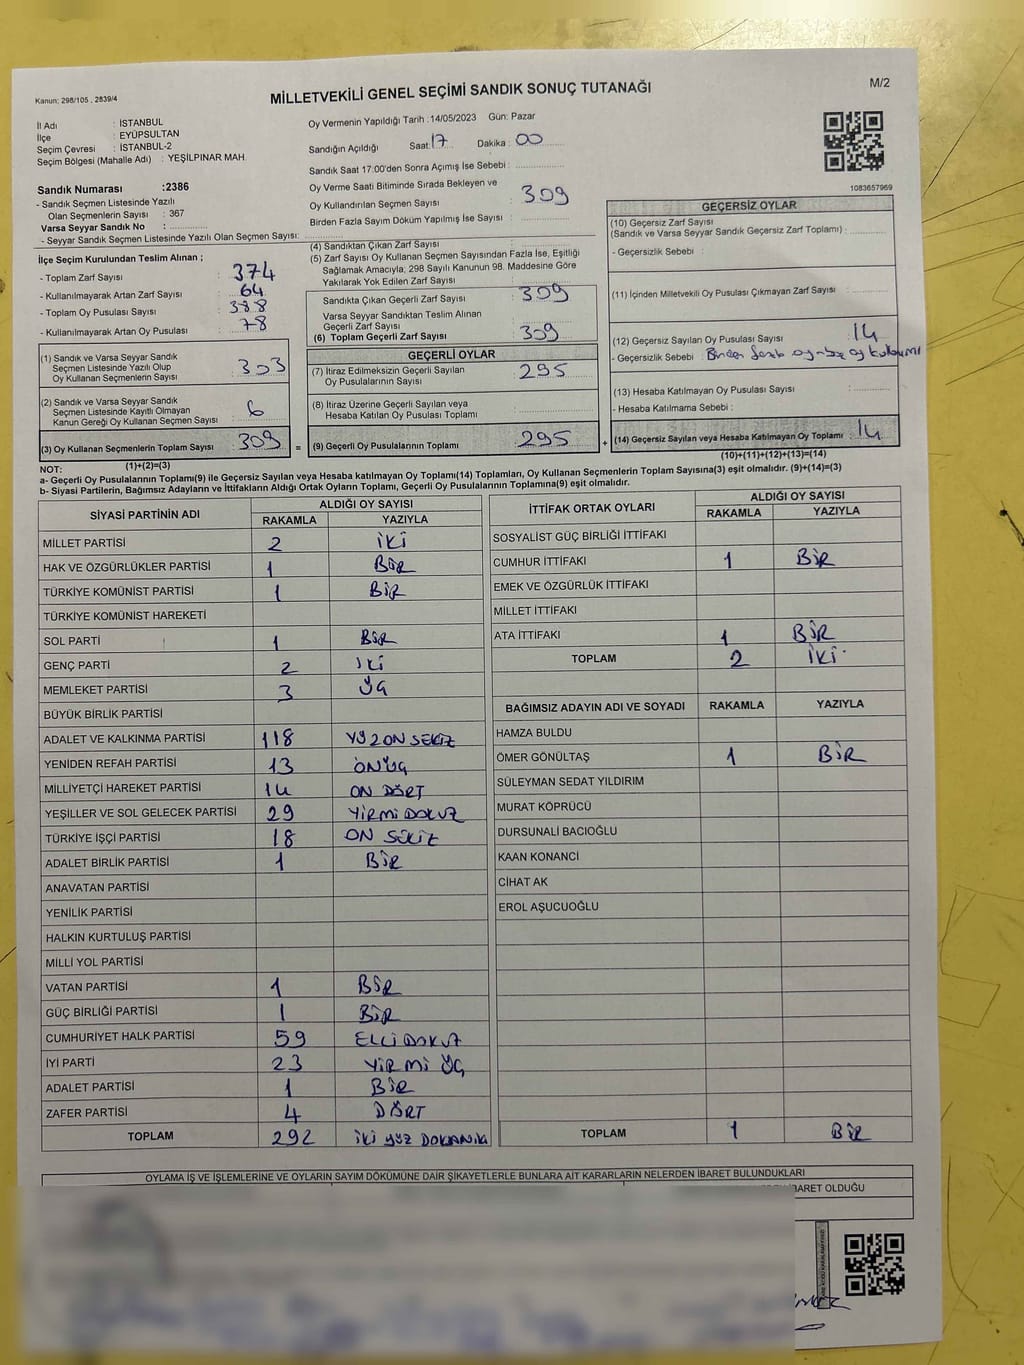 Kanun: 298/105 , 2839/4
MİLLETVEKİLİ GENEL SEÇİMİ SANDIK SONUÇ TUTANAĞI
M/2
İl Adı : İSTANBUL
İlçe : EYÜPSULTAN
Seçim Çevresi : İSTANBUL-2
Seçim Bölgesi (Mahalle Adı) : YEŞİLPINAR MAH.
Sandık Numarası :2386
- Sandık Seçmen Listesinde Yazılı
Olan Seçmenlerin Sayısı : 367
Varsa Seyyar Sandık No :
- Seyyar Sandık Seçmen Listesinde Yazılı Olan Seçmen Sayısı:
Oy Vermenin Yapıldığı Tarih :14/05/2023 Gün: Pazar
Sandığın Açıldığı Saat: 17 Dakika : 00
Sandık Saat 17:00'den Sonra Açımış İse Sebebi :
Oy Verme Saati Bitiminde Sırada Bekleyen ve
Oy Kullandırılan Seçmen Sayısı : 309
Birden Fazla Sayım Döküm Yapılmış İse Sayısı :
1083657969
İlçe Seçim Kurulundan Teslim Alınan ;
- Toplam Zarf Sayısı : 374
- Kullanılmayarak Artan Zarf Sayısı : 64
- Toplam Oy Pusulası Sayısı : 388
- Kullanılmayarak Artan Oy Pusulası : 78
(1) Sandık ve Varsa Seyyar Sandık
Seçmen Listesinde Yazılı Olup
Oy Kullanan Seçmenlerin Sayısı : 303
(2) Sandık ve Varsa Seyyar Sandık
Seçmen Listesinde Kayıtlı Olmayan
Kanun Gereği Oy Kullanan Seçmen Sayısı : 6
(3) Oy Kullanan Seçmenlerin Toplam Sayısı : 309
(1)+(2)=(3)
(4) Sandıktan Çıkan Zarf Sayısı :
(5) Zarf Sayısı Oy Kullanan Seçmen Sayısından Fazla İse, Eşitliği
Sağlamak Amacıyla; 298 Sayılı Kanunun 98. Maddesine Göre
Yakılarak Yok Edilen Zarf Sayısı :
Sandıkta Çıkan Geçerli Zarf Sayısı : 309
Varsa Seyyar Sandıktan Teslim Alınan
Geçerli Zarf Sayısı :
(6) Toplam Geçerli Zarf Sayısı : 309
GEÇERLİ OYLAR
(7) İtiraz Edilmeksizin Geçerli Sayılan
Oy Pusulalarının Sayısı : 295
(8) İtiraz Üzerine Geçerli Sayılan veya
Hesaba Katılan Oy Pusulası Toplamı :
= (9) Geçerli Oy Pusulalarının Toplamı : 295
GEÇERSİZ OYLAR
(10) Geçersiz Zarf Sayısı
(Sandık ve Varsa Seyyar Sandık Geçersiz Zarf Toplamı) :
- Geçersizlik Sebebi :
(11) İçinden Milletvekili Oy Pusulası Çıkmayan Zarf Sayısı :
(12) Geçersiz Sayılan Oy Pusulası Sayısı : 14
- Geçersizlik Sebebi : Birden fazla
(13) Hesaba Katılmayan Oy Pusulası Sayısı :
- Hesaba Katılmama Sebebi :
+ (14) Geçersiz Sayılan veya Hesaba Katılmayan Oy Toplamı : 14
(10)+(11)+(12)+(13)=(14)
NOT:
a- Geçerli Oy Pusulalarının Toplamı(9) ile Geçersiz Sayılan veya Hesaba katılmayan Oy Toplamı(14) Toplamları, Oy Kullanan Seçmenlerin Toplam Sayısına(3) eşit olmalıdır. (9)+(14)=(3)
b- Siyasi Partilerin, Bağımsız Adayların ve İttifakların Aldığı Ortak Oyların Toplamı, Geçerli Oy Pusulalarının Toplamına(9) eşit olmalıdır.
SİYASİ PARTİNİN ADI ALDIĞI OY SAYISI
RAKAMLA YAZIYLA
MİLLET PARTİSİ 2 İKİ
HAK VE ÖZGÜRLÜKLER PARTİSİ 1 BİR
TÜRKİYE KOMÜNİST PARTİSİ 1 BİR
TÜRKİYE KOMÜNİST HAREKETİ
SOL PARTİ 1 BİR
GENÇ PARTİ 2 İKİ
MEMLEKET PARTİSİ 3 ÜÇ
BÜYÜK BİRLİK PARTİSİ
ADALET VE KALKINMA PARTİSİ 118 YÜZ ON SEKİZ
YENİDEN REFAH PARTİSİ 13 ONÜÇ
MİLLİYETÇİ HAREKET PARTİSİ 14 ON DÖRT
YEŞİLLER VE SOL GELECEK PARTİSİ 29 YİRMİ DOKUZ
TÜRKİYE İŞÇİ PARTİSİ 18 ON SEKİZ
ADALET BİRLİK PARTİSİ 1 BİR
ANAVATAN PARTİSİ
YENİLİK PARTİSİ
HALKIN KURTULUŞ PARTİSİ
MİLLİ YOL PARTİSİ
VATAN PARTİSİ 1 BİR
GÜÇ BİRLİĞİ PARTİSİ 1 BİR
CUMHURİYET HALK PARTİSİ 59 ELLİ DOKUZ
İYİ PARTİ 23 YİRMİ ÜÇ
ADALET PARTİSİ 1 BİR
ZAFER PARTİSİ 4 DÖRT
TOPLAM 292 İKİ YÜZ
İTTİFAK ORTAK OYLARI ALDIĞI OY SAYISI
RAKAMLA YAZIYLA
SOSYALİST GÜÇ BİRLİĞİ İTTİFAKI
CUMHUR İTTİFAKI 1 BİR
EMEK VE ÖZGÜRLÜK İTTİFAKI
MİLLET İTTİFAKI
ATA İTTİFAKI 1 BİR
TOPLAM 2 İKİ
BAĞIMSIZ ADAYIN ADI VE SOYADI RAKAMLA YAZIYLA
HAMZA BULDU
ÖMER GÖNÜLTAŞ 1 BİR
SÜLEYMAN SEDAT YILDIRIM
MURAT KÖPRÜCÜ
DURSUNALİ BACIOĞLU
KAAN KONANCİ
CİHAT AK
EROL AŞUCUOĞLU
TOPLAM 1 BİR
OYLAMA İŞ VE İŞLEMLERİNE VE OYLARIN SAYIM DÖKÜMÜNE DAİR ŞİKAYETLERLE BUNLARA AİT KARARLARIN NELERDEN İBARET BULUNDUKLARI
İBARET OLDUĞU